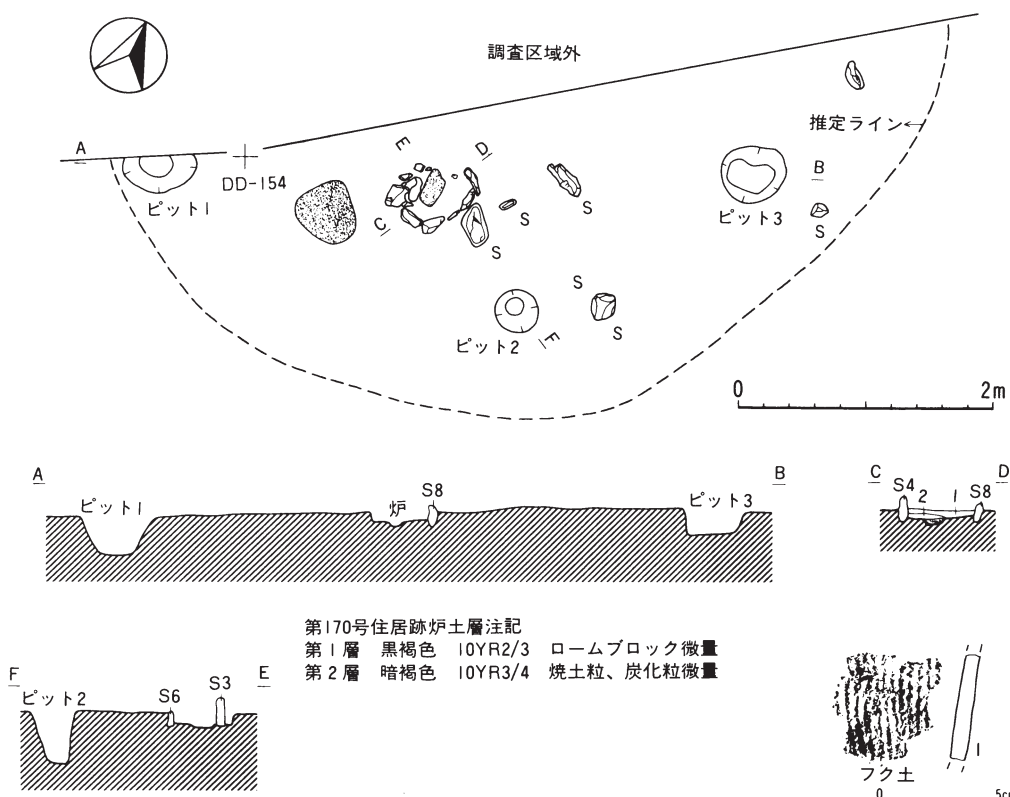 調査区域外
推定ライン←
A
DD-154
ピット1
E
D
C
S
S
S
ピット3
B
S
ピット2
F
S
S
0 2m
A
ピット1
炉
S8
ピット3
B
C
S4
2
1
S8
D
第170号住居跡炉土層注記
第1層 黒褐色 10YR2/3 ロームブロック微量
第2層 暗褐色 10YR3/4 焼土粒、炭化粒微量
F
ピット2
S6
S3
E
1
フク土
0 5cm